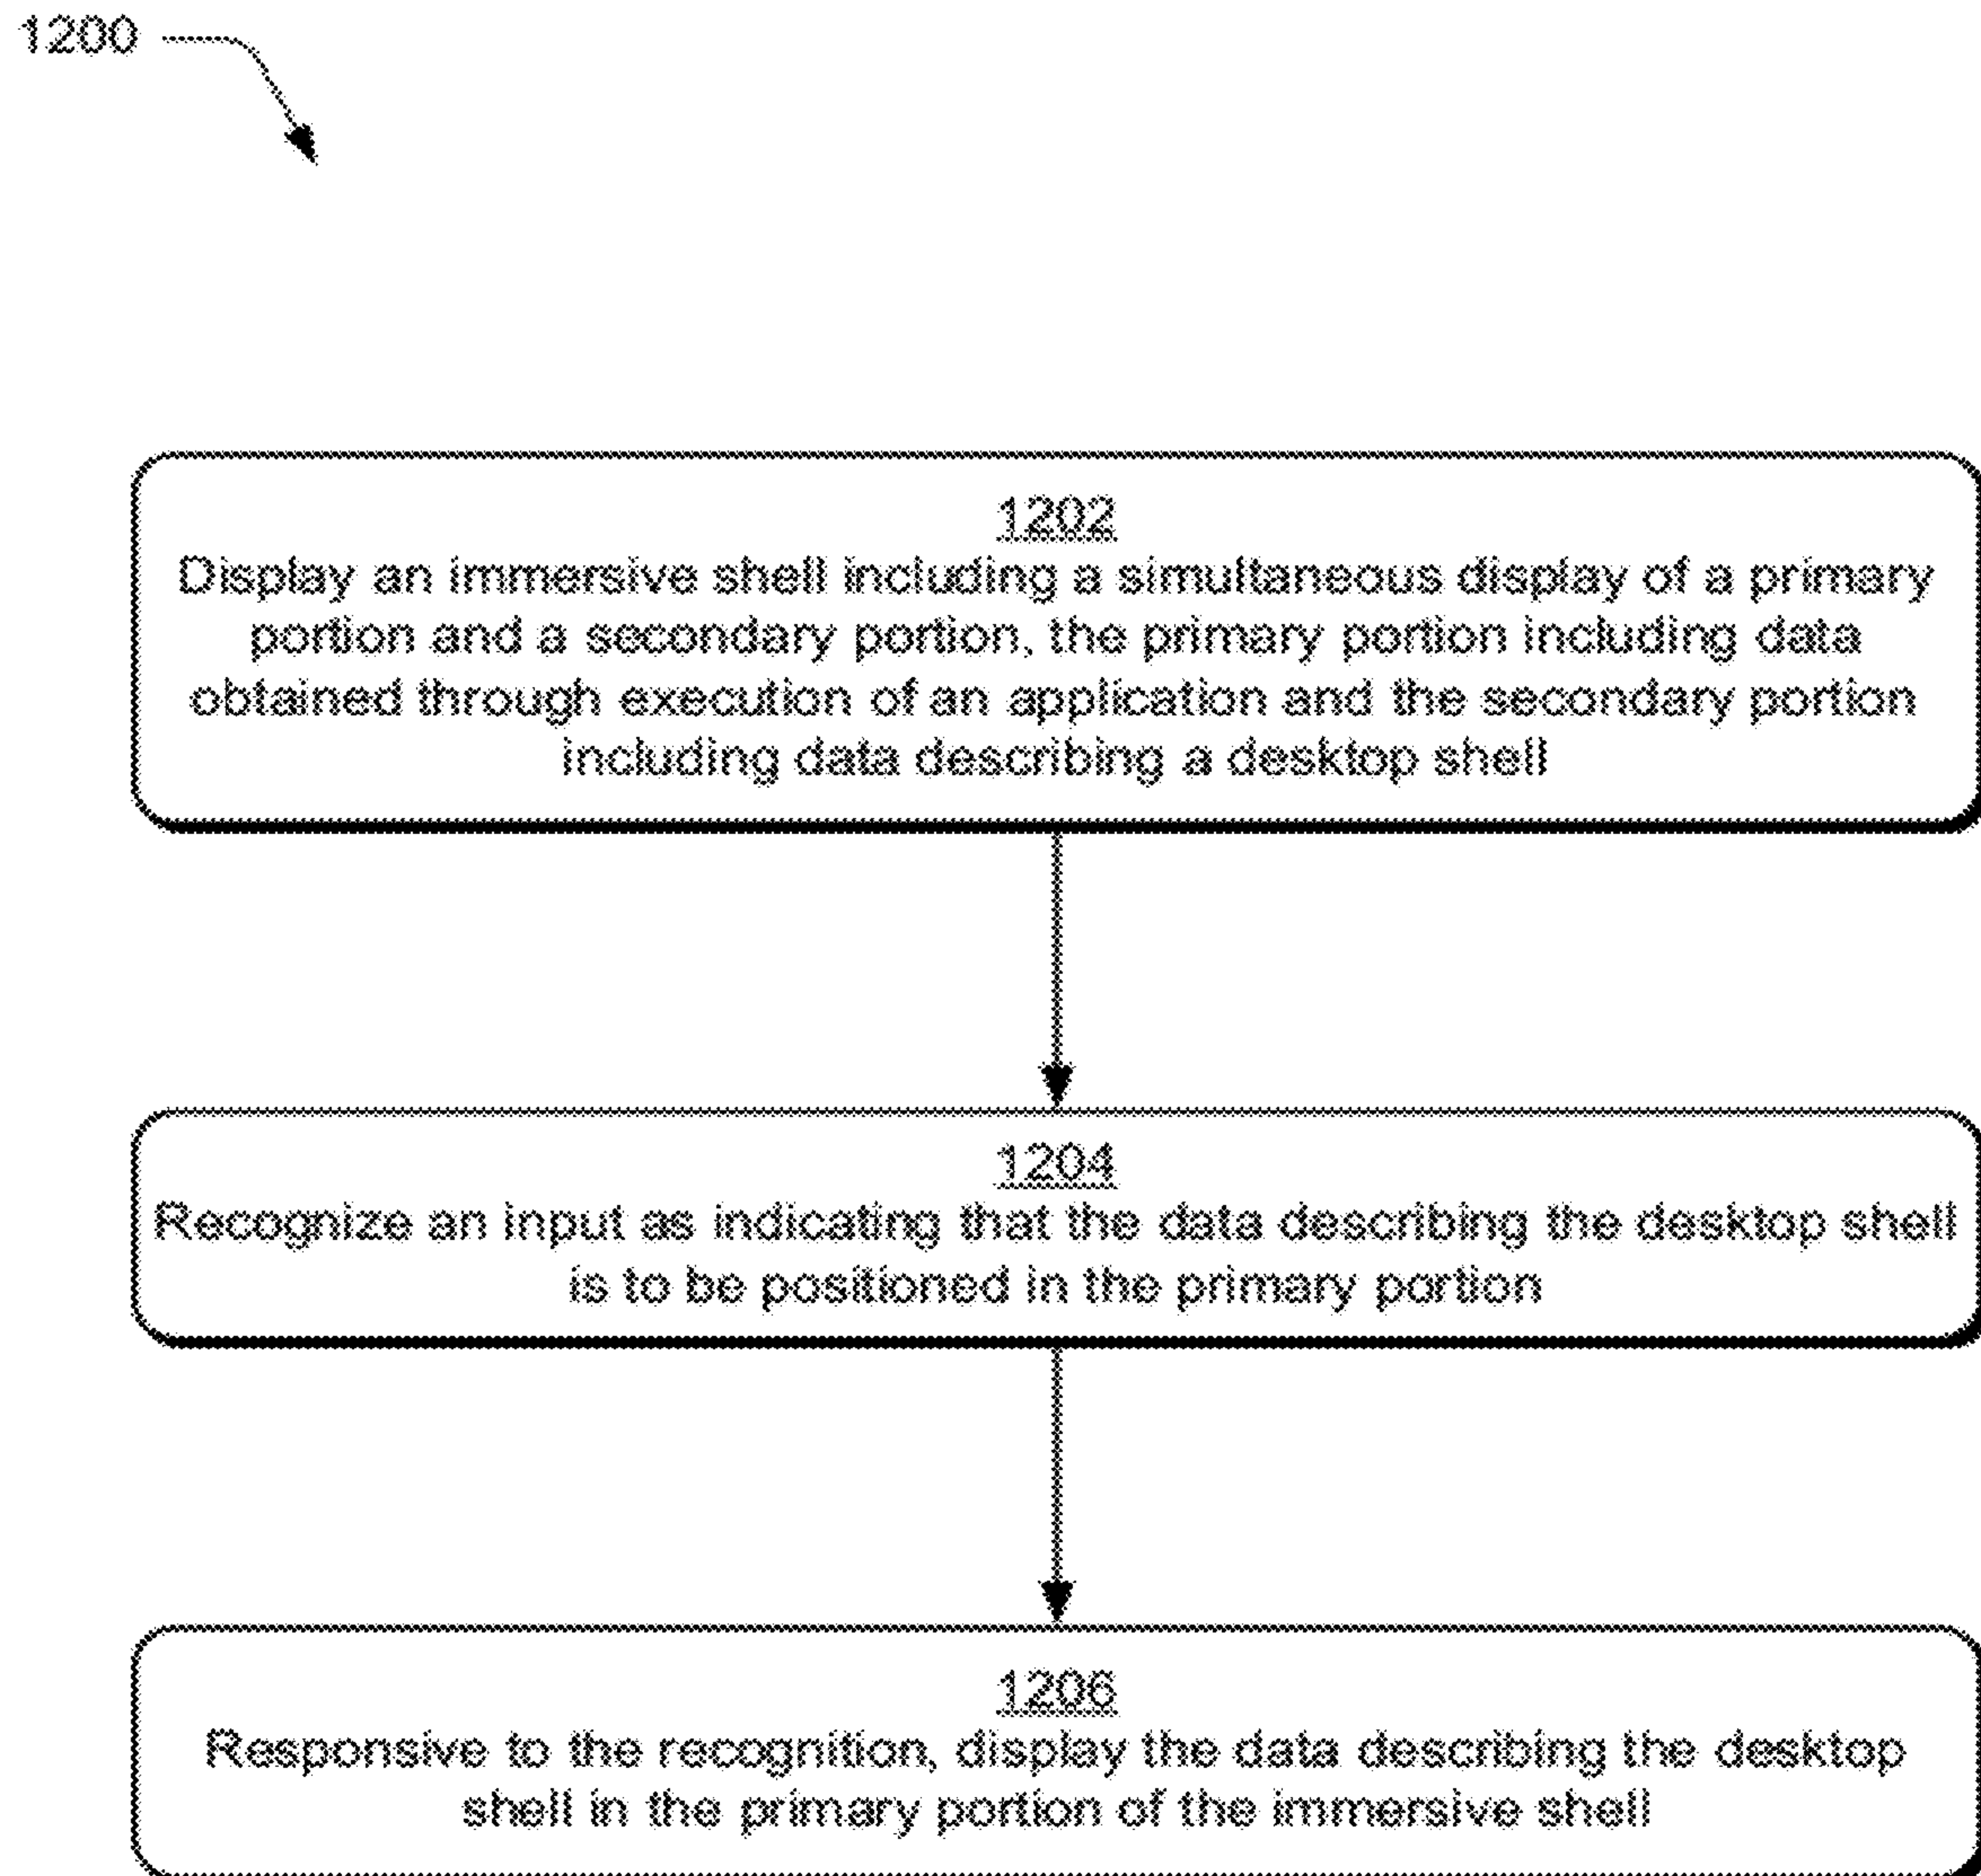 1200
1202
Display an immersive shell including a simultaneous display of a primary
portion and a secondary portion, the primary portion including data
obtained through execution of an application and the secondary portion
including data describing a desktop shell
1204
Recognize an input as indicating that the data describing the desktop shell
is to be positioned in the primary portion
1206
Responsive to the recognition, display the data describing the desktop
shell in the primary portion of the immersive shell